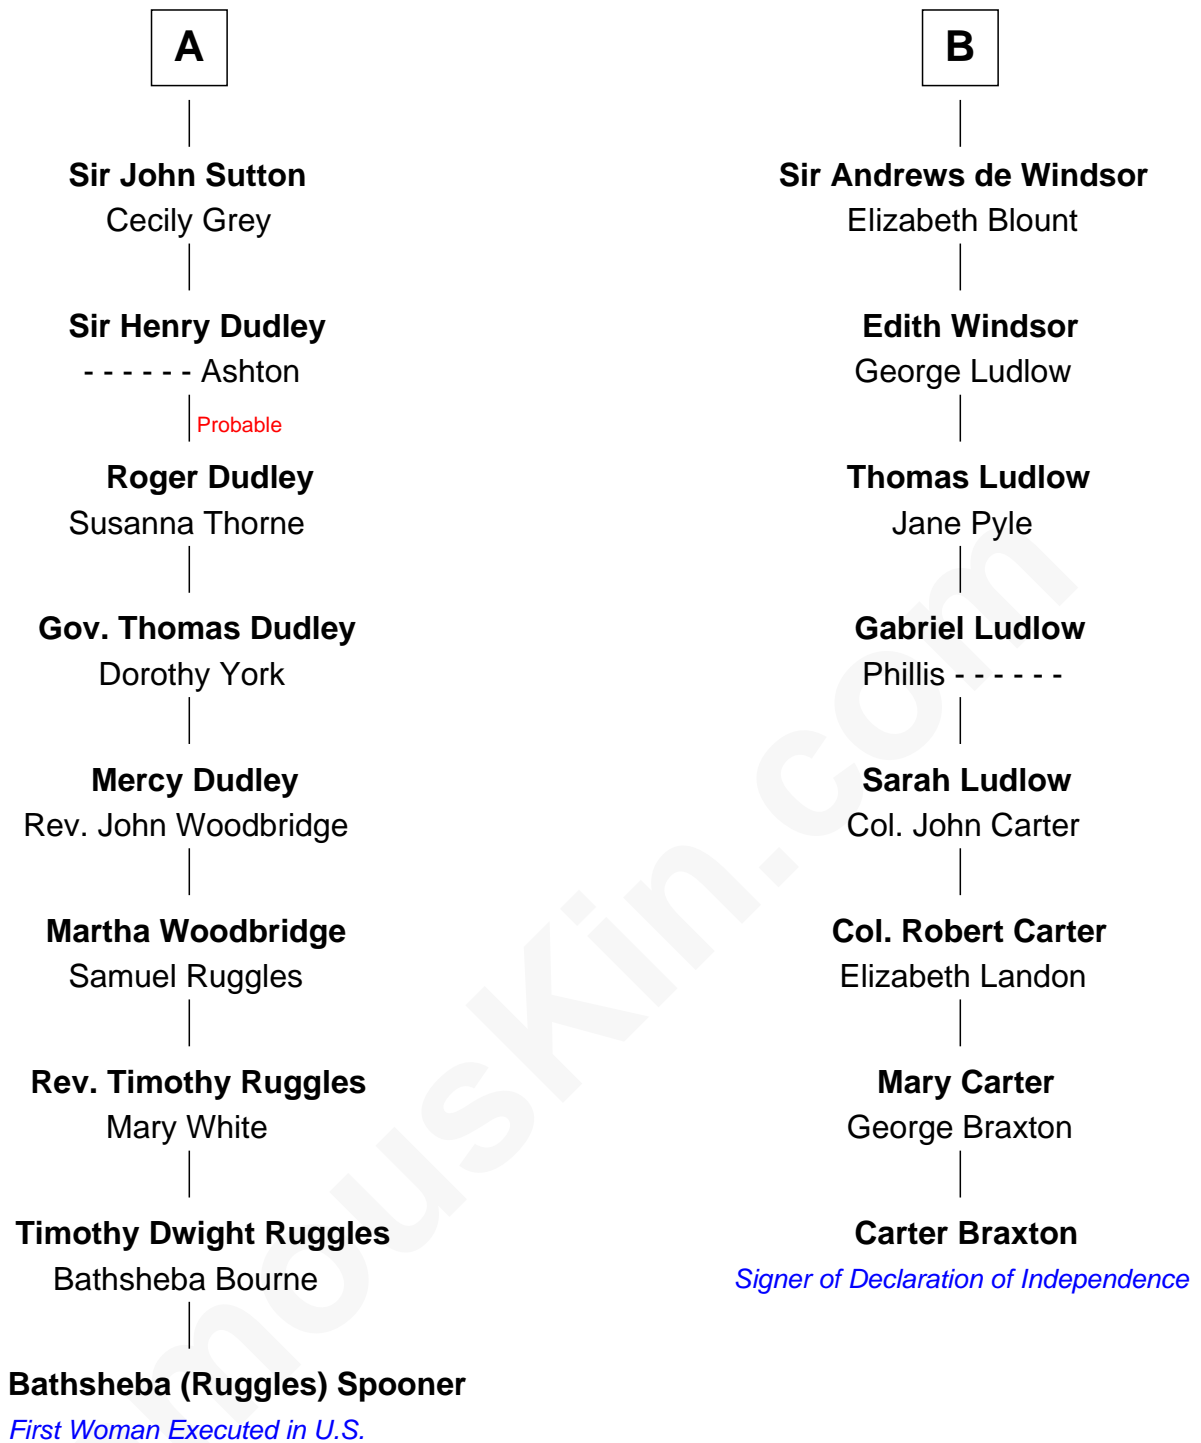 A
Sir John Sutton
Cecily Grey
Sir Henry Dudley
- - - - - - Ashton
Probable
Roger Dudley
Susanna Thorne
Gov. Thomas Dudley
Dorothy York
Mercy Dudley
Rev. John Woodbridge
Martha Woodbridge
Samuel Ruggles
Rev. Timothy Ruggles
Mary White
Timothy Dwight Ruggles
Bathsheba Bourne
Bathsheba (Ruggles) Spooner
First Woman Executed in U.S.
B
Sir Andrews de Windsor
Elizabeth Blount
Edith Windsor
George Ludlow
Thomas Ludlow
Jane Pyle
Gabriel Ludlow
Phillis - - - - - -
Sarah Ludlow
Col. John Carter
Col. Robert Carter
Elizabeth Landon
Mary Carter
George Braxton
Carter Braxton
Signer of Declaration of Independence
mousKin.com